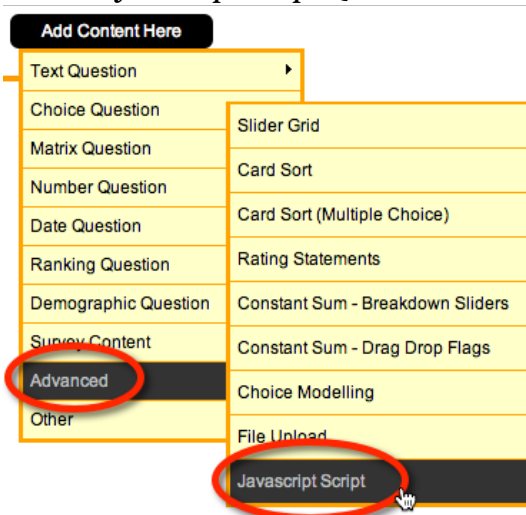 Add Content Here
Text Question
Choice Question
Matrix Question
Number Question
Date Question
Ranking Question
Demographic Question
Survey Content
Advanced
Other
Slider Grid
Card Sort
Card Sort (Multiple Choice)
Rating Statements
Constant Sum - Breakdown Sliders
Constant Sum - Drag Drop Flags
Choice Modelling
File Upload
Javascript Script